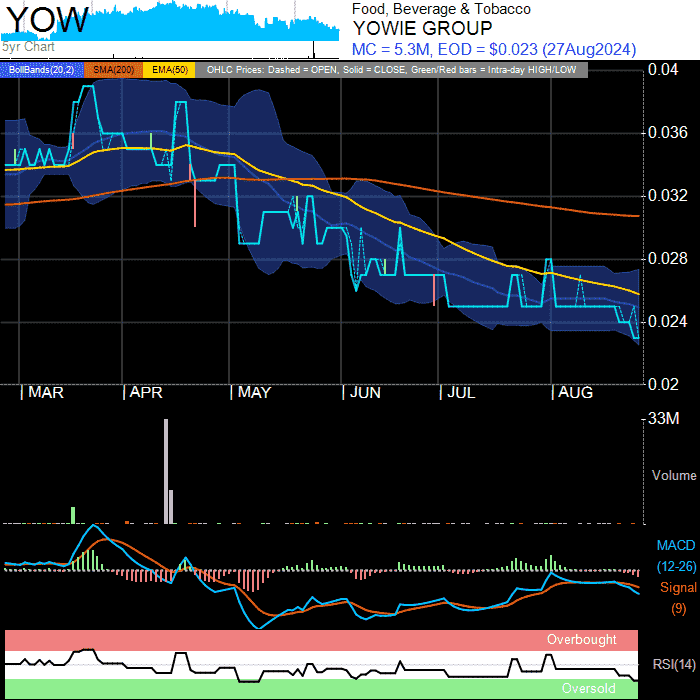 YOW
5yr Chart
Food, Beverage & Tobacco
YOWIE GROUP
MC = 5.3M, EOD = $0.023 (27Aug2024)
BollBands(20,2) SMA(200) EMA(50) OHLC Prices: Dashed = OPEN, Solid = CLOSE, Green/Red bars = Intra-day HIGH/LOW
0.04
0.036
0.032
0.028
0.024
0.02
| MAR | APR | MAY | JUN | JUL | AUG
33M
Volume
MACD
(12-26)
Signal
(9)
Overbought
RSI(14)
Oversold